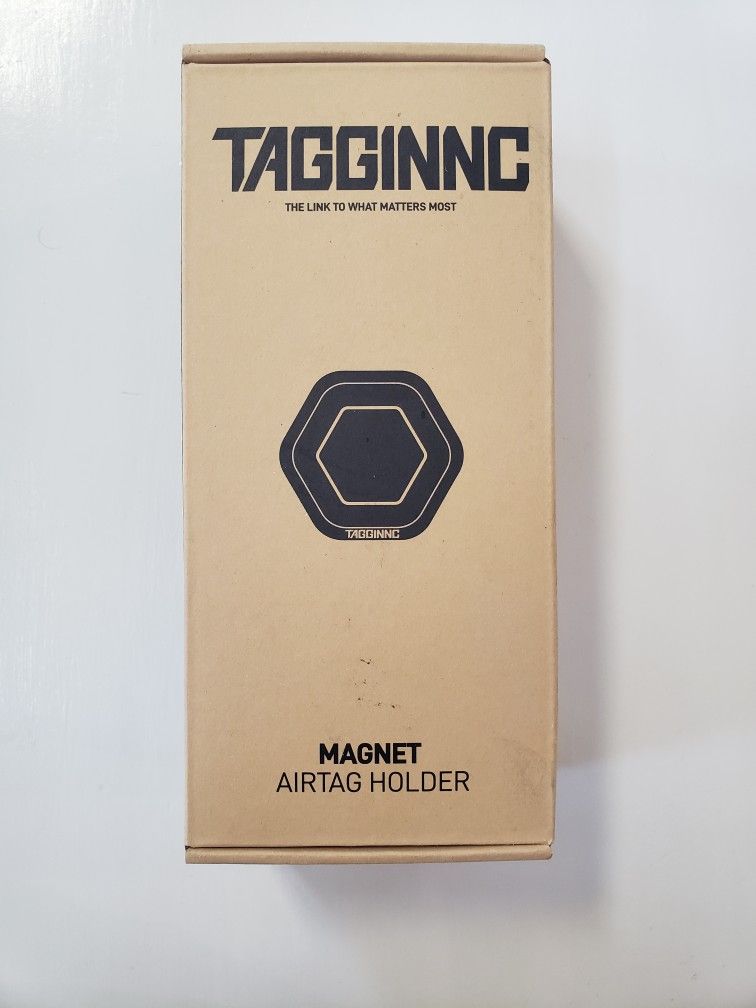 TAGGINNC
THE LINK TO WHAT MATTERS MOST
TAGGINNC
MAGNET
AIRTAG HOLDER